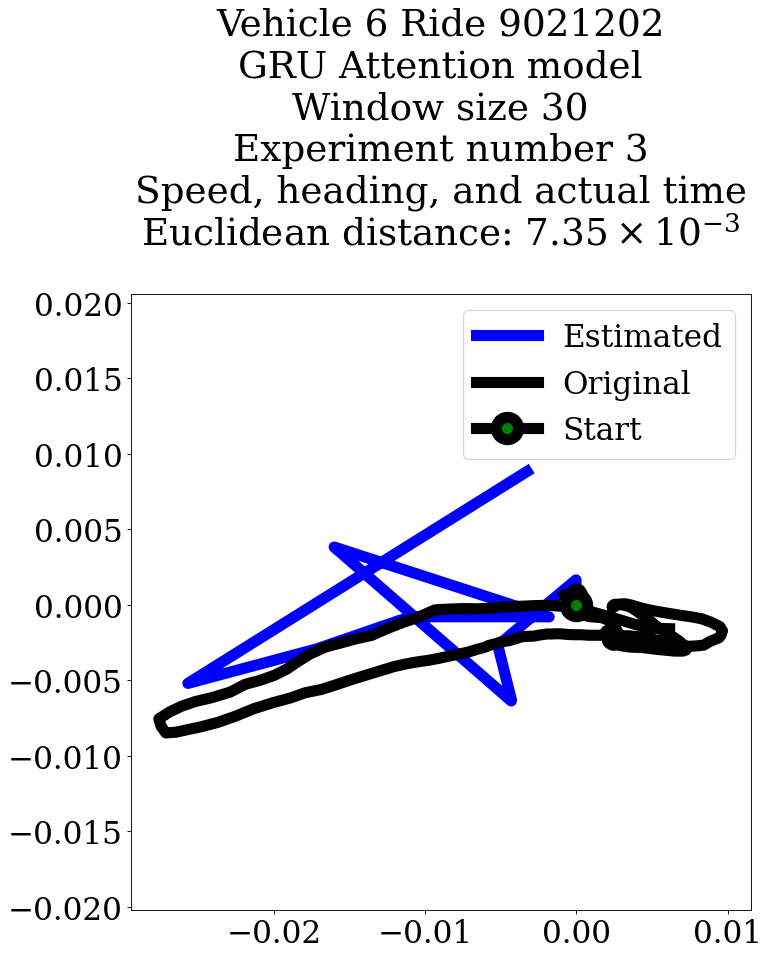 Vehicle 6 Ride 9021202
GRU Attention model
Window size 30
Experiment number 3
Speed, heading, and actual time
Euclidean distance: 7.35 × 10⁻³
Estimated
Original
Start
0.020
0.015
0.010
0.005
0.000
−0.005
−0.010
−0.015
−0.020
−0.02 −0.01 0.00 0.01